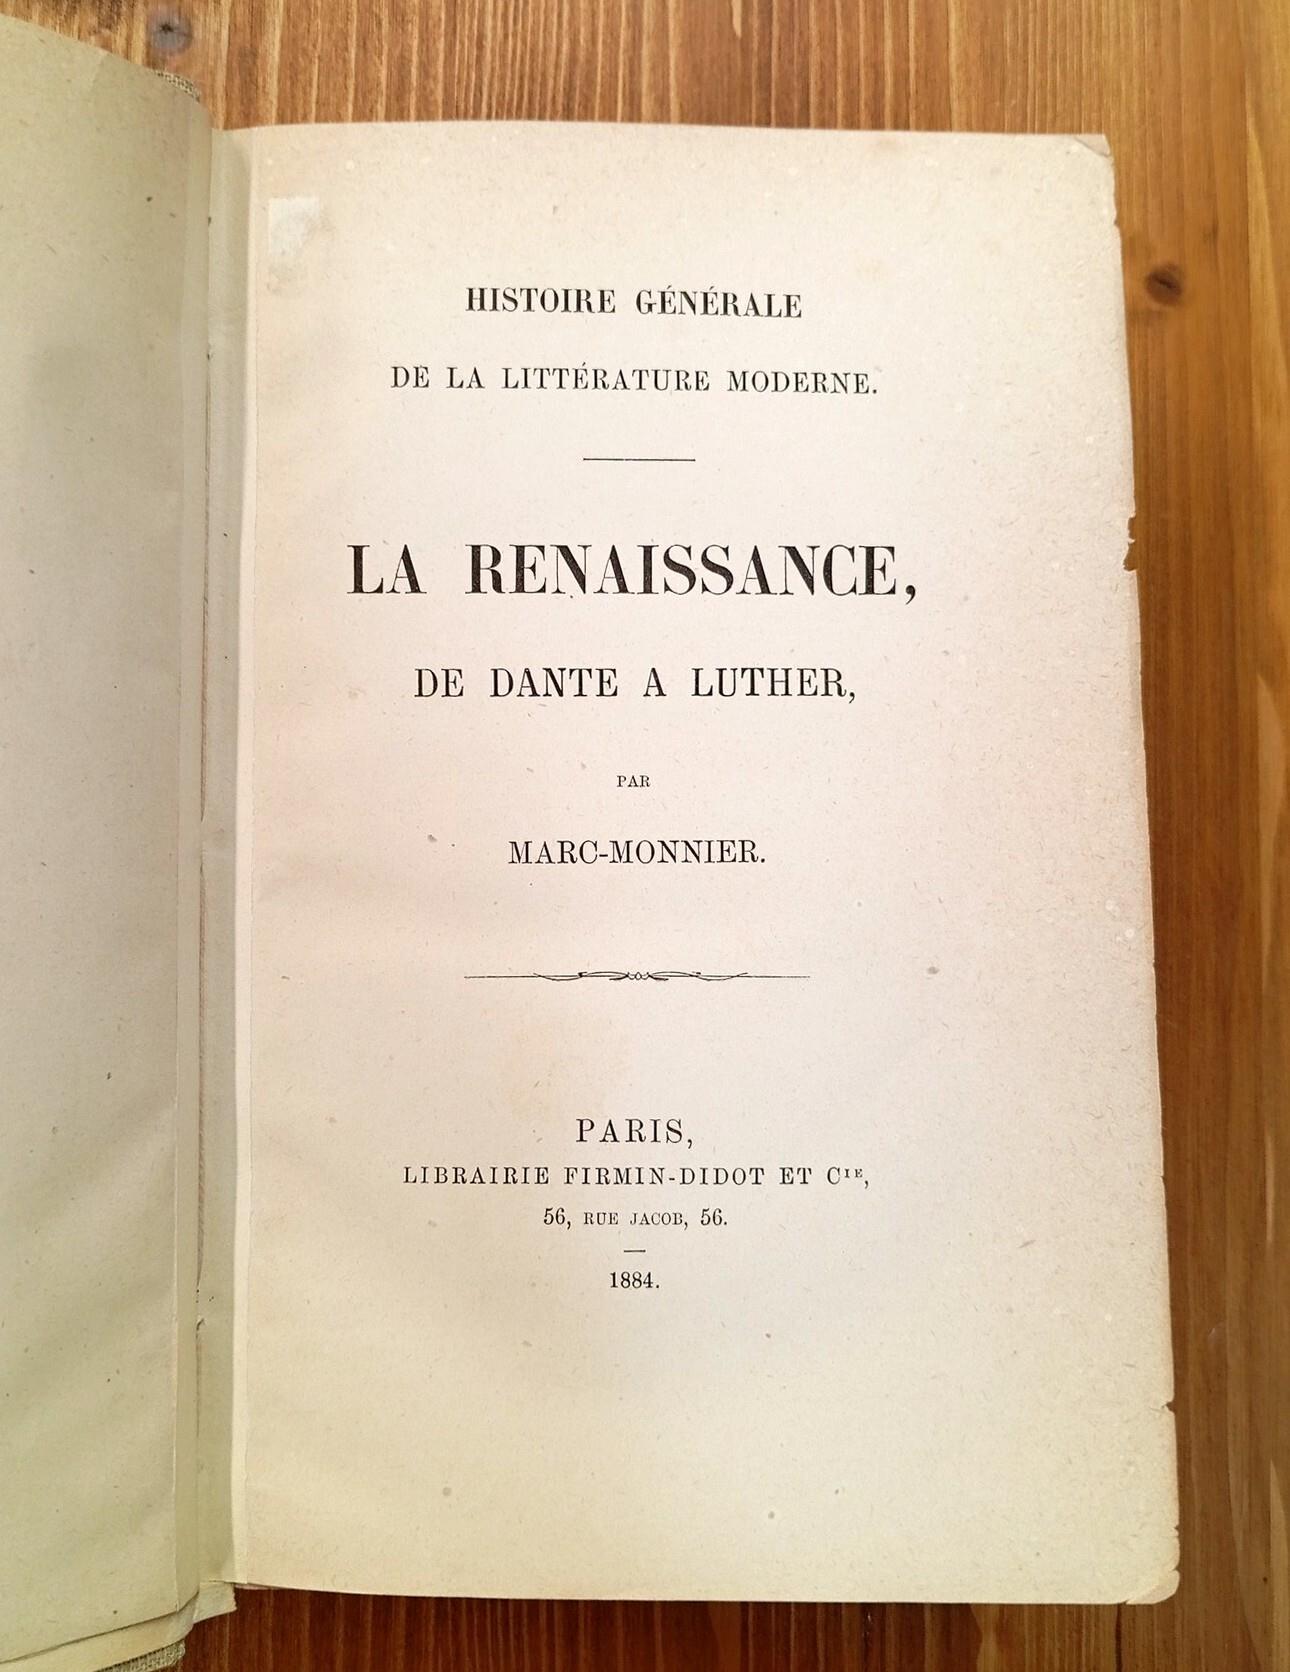 HISTOIRE GÉNÉRALE
DE LA LITTÉRATURE MODERNE.
LA RENAISSANCE,
DE DANTE A LUTHER,
PAR
MARC-MONNIER.
PARIS,
LIBRAIRIE FIRMIN-DIDOT ET Cᴵᴱ,
56, RUE JACOB, 56.
1884.